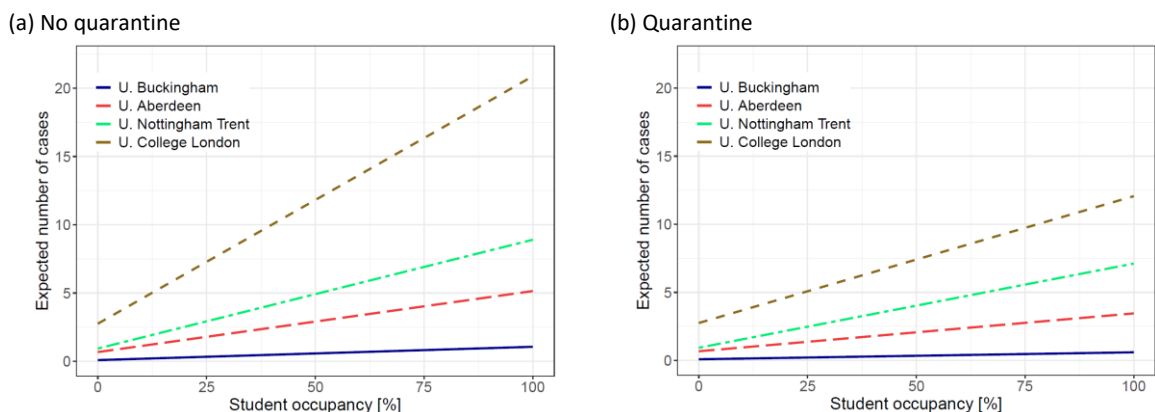 (a) No quarantine
Expected number of cases
20
15
10
5
0
U. Buckingham
U. Aberdeen
U. Nottingham Trent
U. College London
0 25 50 75 100
Student occupancy [%]
(b) Quarantine
Expected number of cases
20
15
10
5
0
U. Buckingham
U. Aberdeen
U. Nottingham Trent
U. College London
0 25 50 75 100
Student occupancy [%]